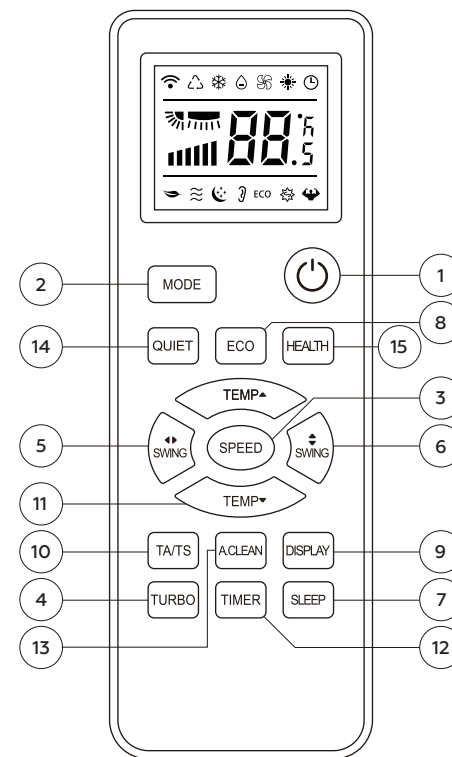 88.5 °F
ECO
1
2
MODE
8
14
QUIET
ECO
HEALTH
15
3
TEMP▲
5
◀▶
SWING
SPEED
▲▼
SWING
6
11
TEMP▼
10
TA/TS
A.CLEAN
DISPLAY
9
4
TURBO
TIMER
SLEEP
7
13
12